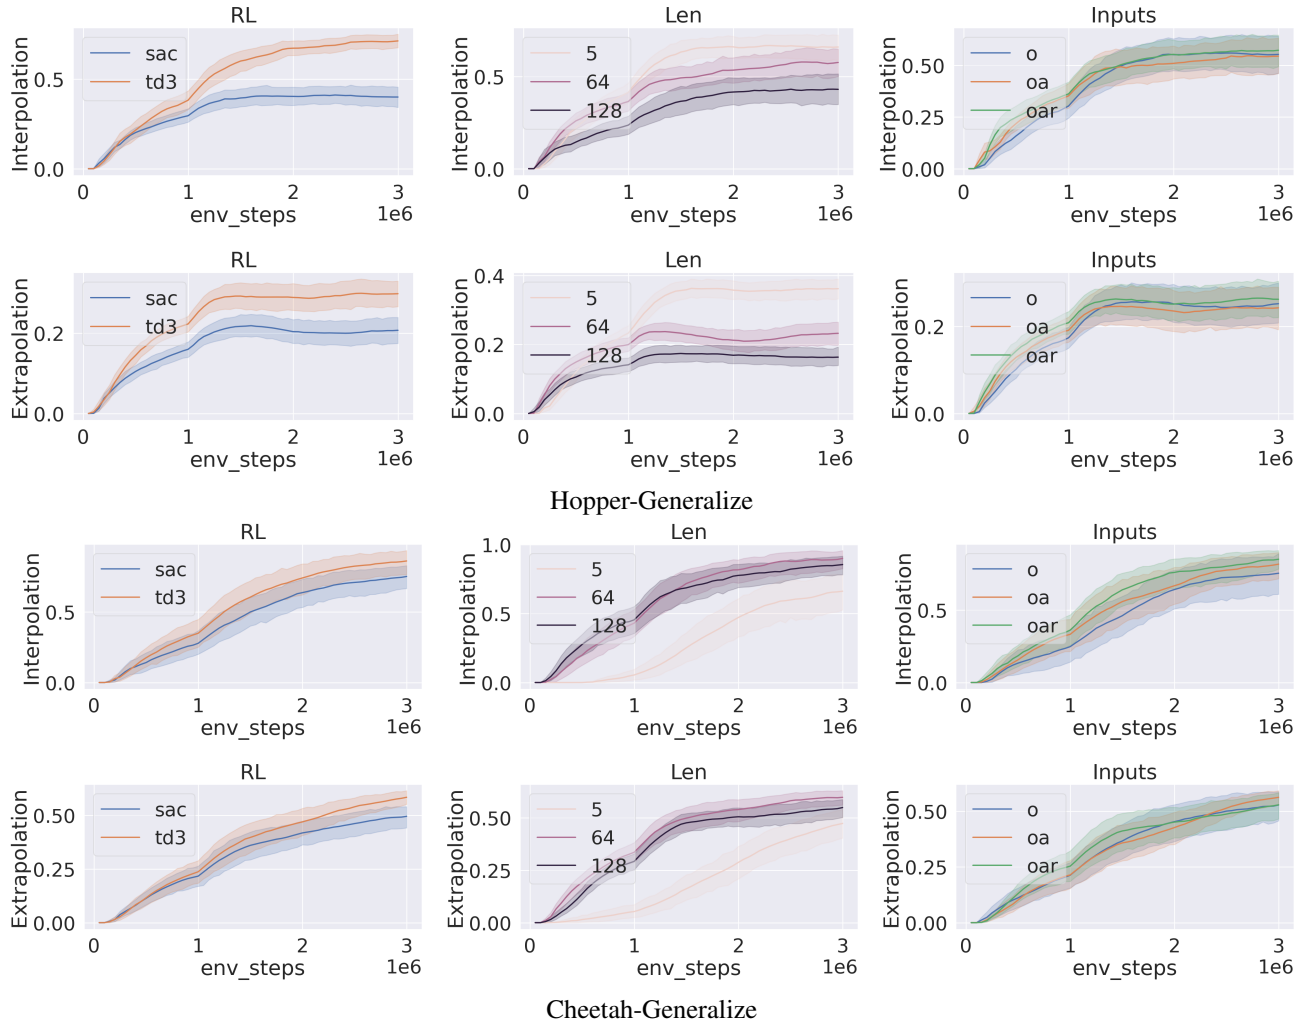 RL
Interpolation
0.5
0.0
sac
td3
0 1 2 3
1e6
env_steps
Len
Interpolation
0.5
0.0
5
64
128
0 1 2 3
1e6
env_steps
Inputs
Interpolation
0.50
0.25
0.00
o
oa
oar
0 1 2 3
1e6
env_steps
RL
Extrapolation
0.2
0.0
sac
td3
0 1 2 3
1e6
env_steps
Len
Extrapolation
0.4
0.2
0.0
5
64
128
0 1 2 3
1e6
env_steps
Inputs
Extrapolation
0.2
0.0
o
oa
oar
0 1 2 3
1e6
env_steps
Hopper-Generalize
RL
Interpolation
0.5
0.0
sac
td3
0 1 2 3
1e6
env_steps
Len
Interpolation
1.0
0.5
0.0
5
64
128
0 1 2 3
1e6
env_steps
Inputs
Interpolation
0.5
0.0
o
oa
oar
0 1 2 3
1e6
env_steps
RL
Extrapolation
0.50
0.25
0.00
sac
td3
0 1 2 3
1e6
env_steps
Len
Extrapolation
0.50
0.25
0.00
5
64
128
0 1 2 3
1e6
env_steps
Inputs
Extrapolation
0.50
0.25
0.00
o
oa
oar
0 1 2 3
1e6
env_steps
Cheetah-Generalize